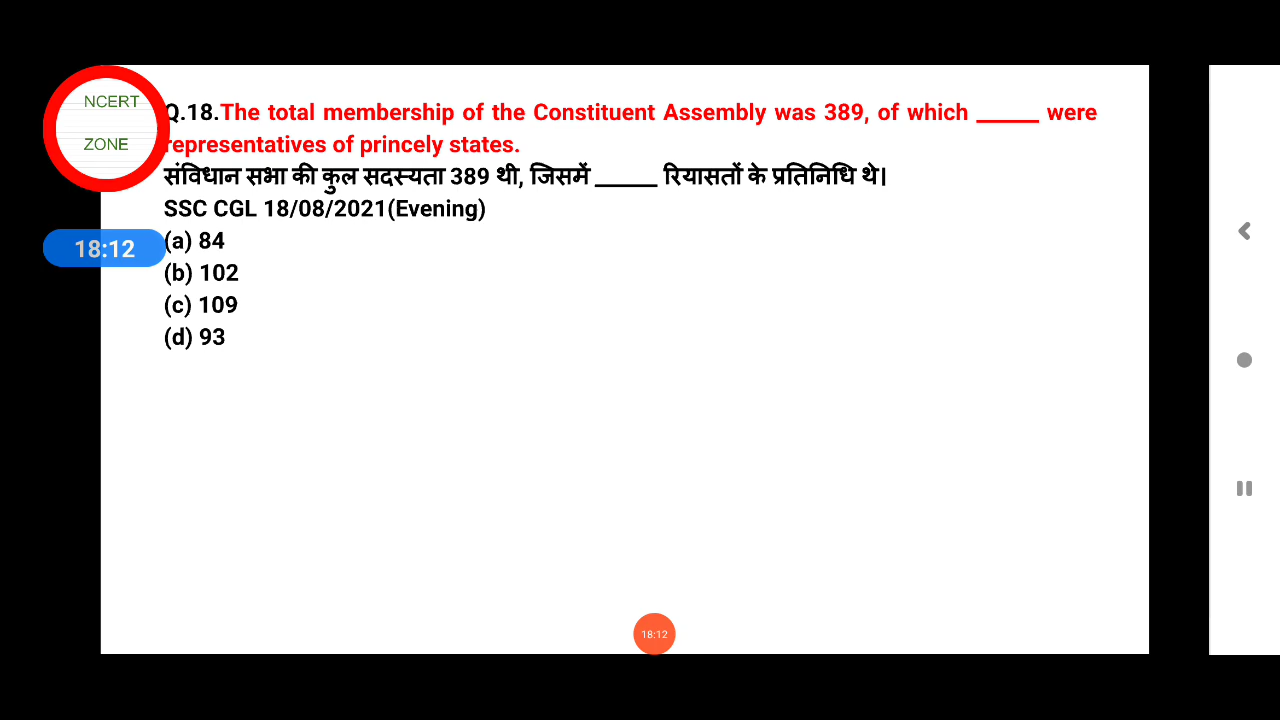 NCERT
ZONE
Q.18.The total membership of the Constituent Assembly was 389, of which _____ were
representatives of princely states.
संविधान सभा की कुल सदस्यता 389 थी, जिसमें _____ रियासतों के प्रतिनिधि थे।
SSC CGL 18/08/2021(Evening)
18:12
(a) 84
(b) 102
(c) 109
(d) 93
18:12